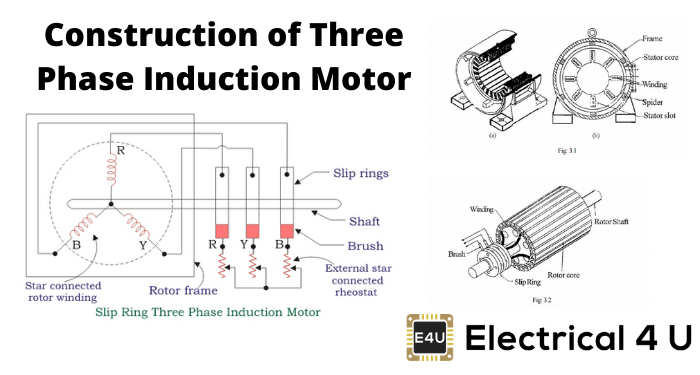 Construction of Three
Phase Induction Motor
R
B
Y
Star connected
rotor winding
Rotor frame
R
Y
B
Slip rings
Shaft
Brush
External star
connected
rheostat
Slip Ring Three Phase Induction Motor
Frame
Stator core
Winding
Spider
Stator slot
(a)
(b)
Fig: 3.1
Winding
Brush
Slip Ring
Rotor core
Rotor Shaft
Fig: 3.2
E4U
Electrical 4 U